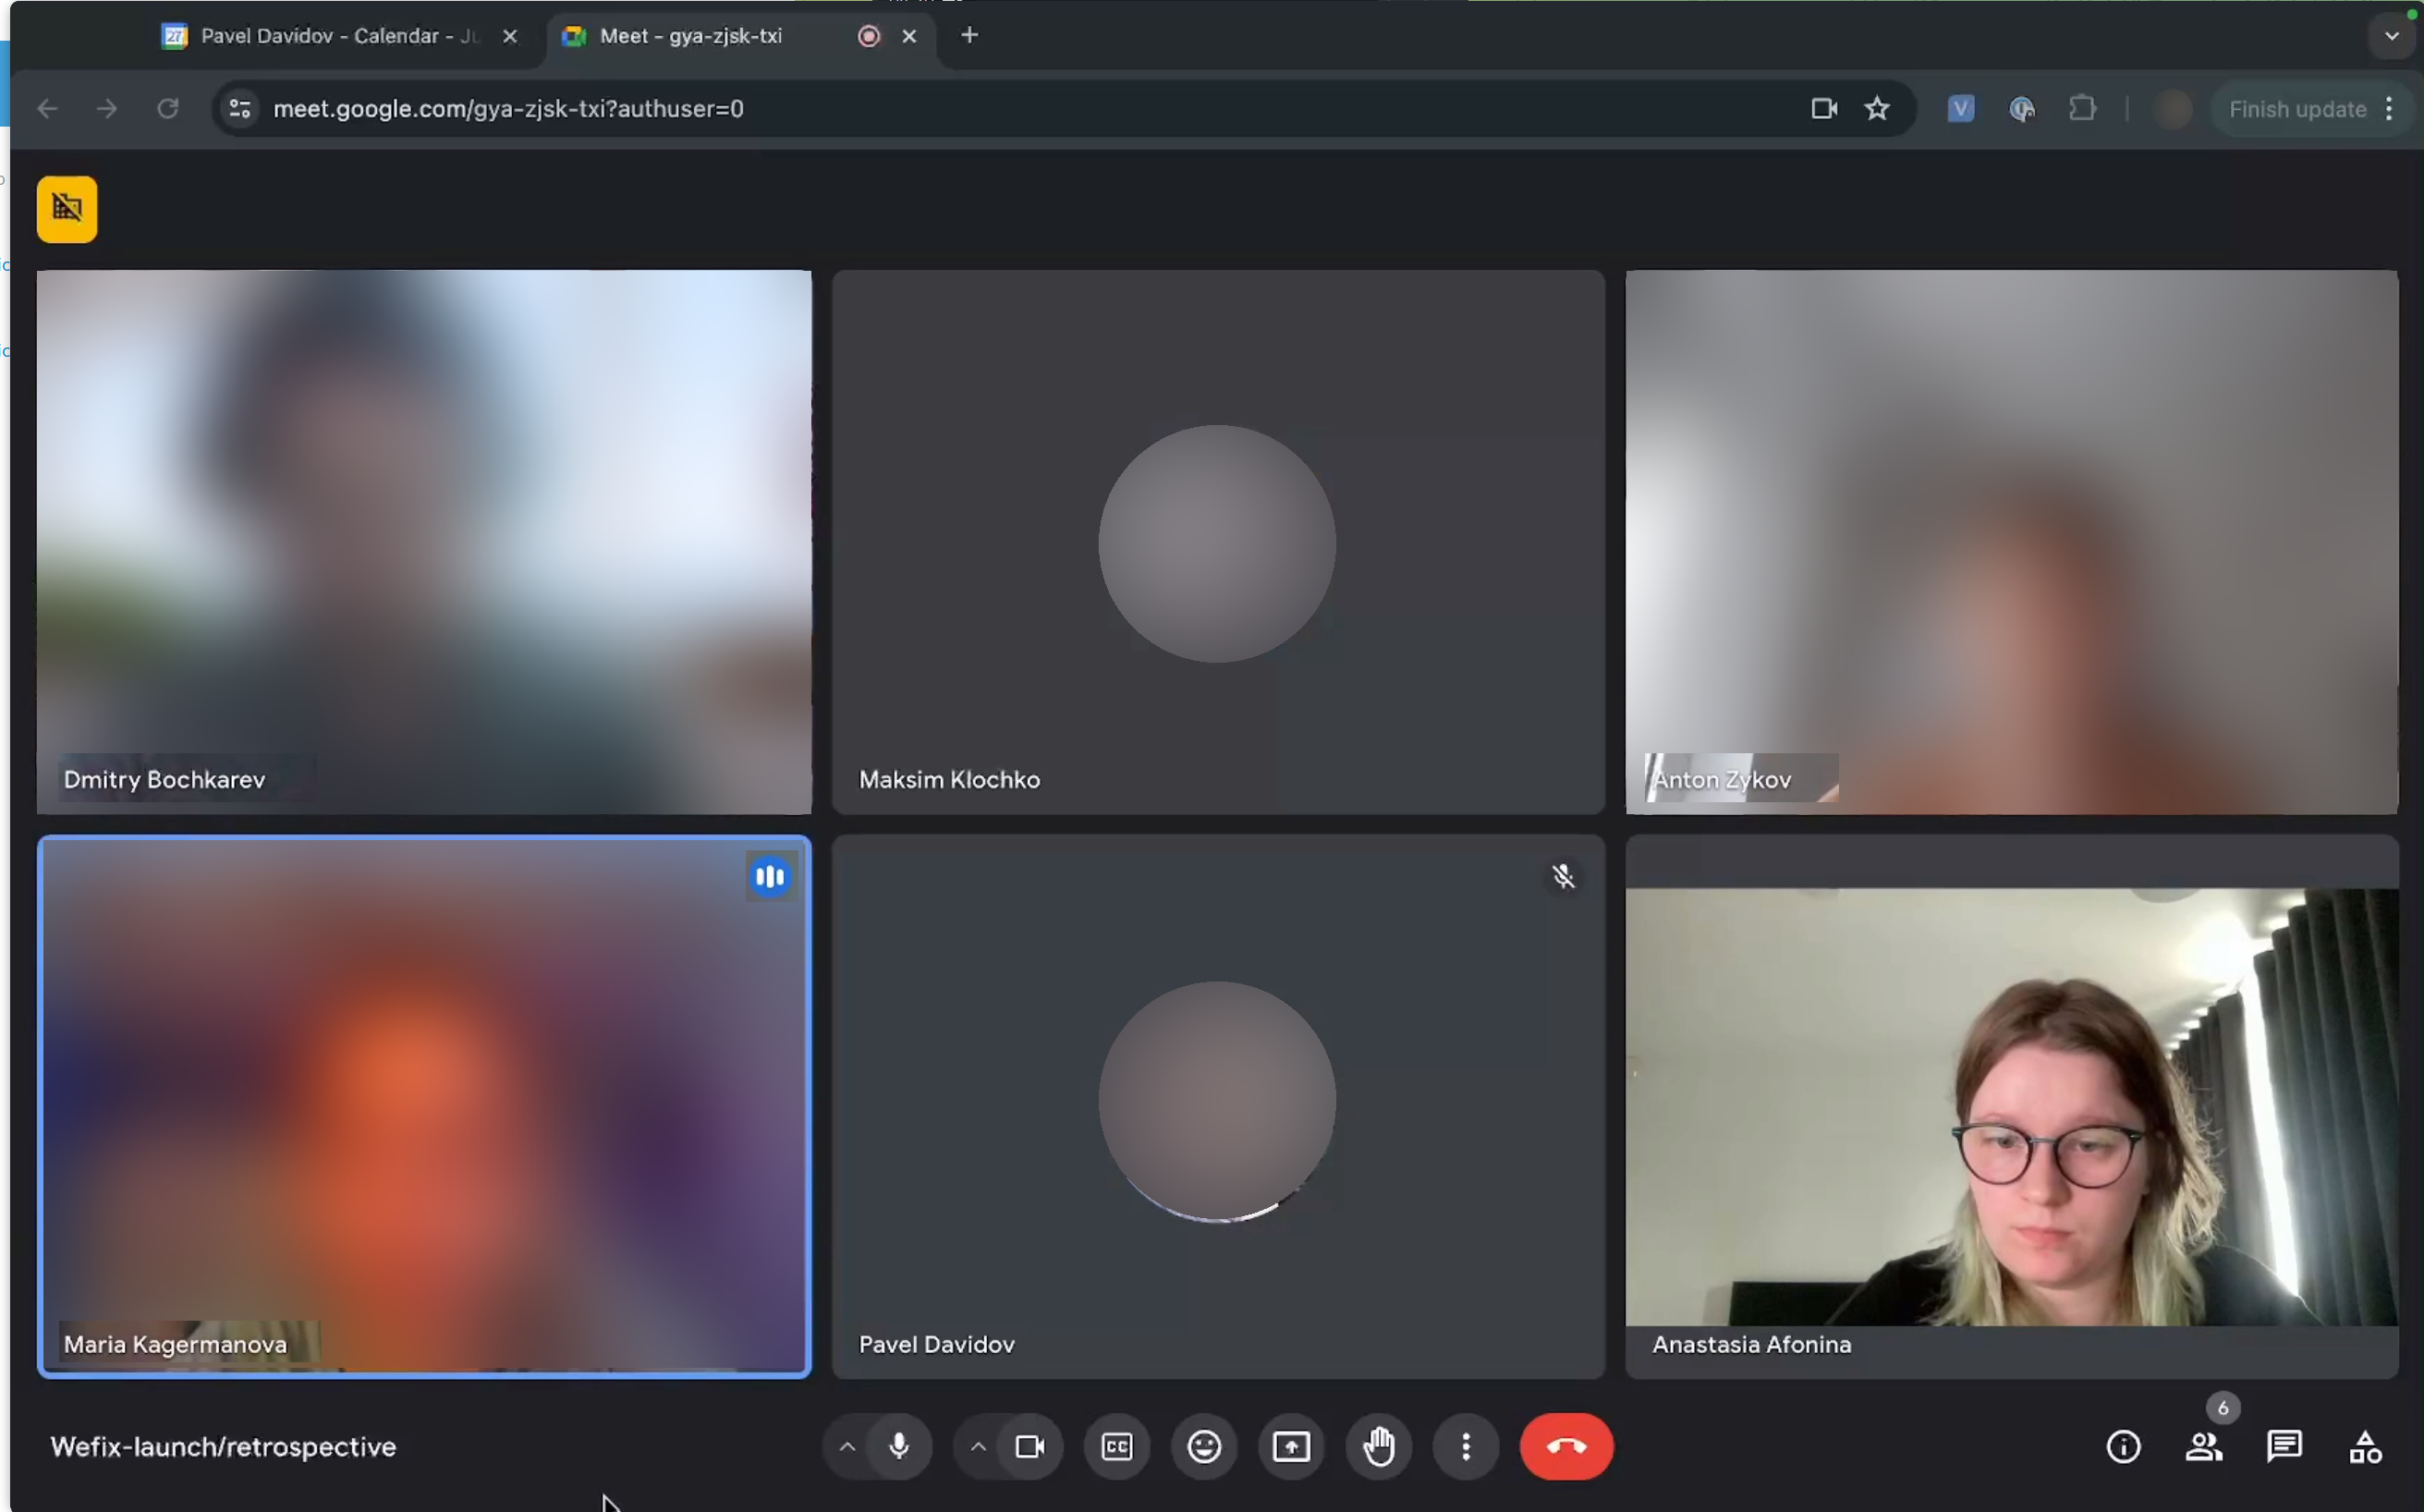 Pavel Davidov - Calendar - Ju
Meet - gya-zjsk-txi
meet.google.com/gya-zjsk-txi?authuser=0
V
Finish update
Dmitry Bochkarev
Maksim Klochko
Anton Zykov
Maria Kagermanova
Pavel Davidov
Anastasia Afonina
Wefix-launch/retrospective
CC
6